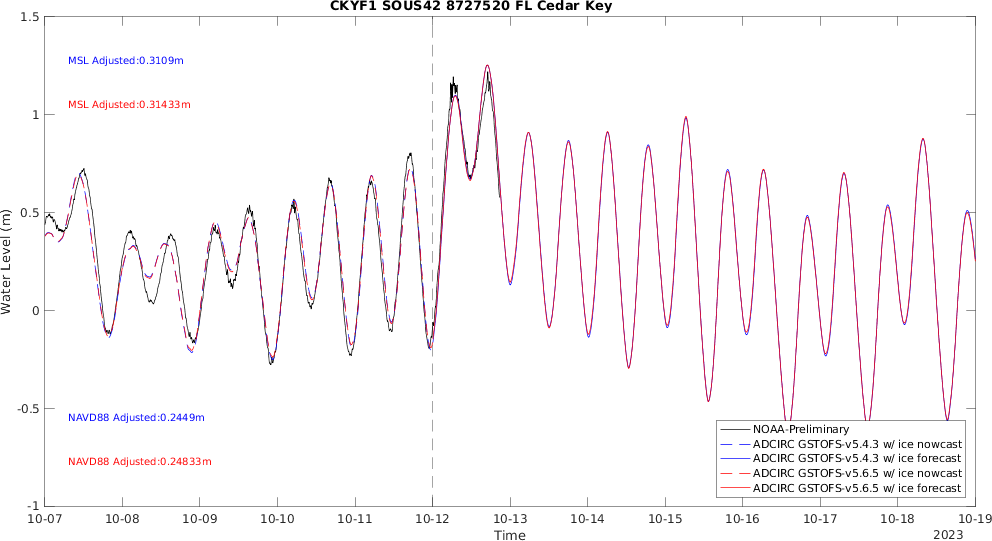 CKYF1 SOUS42 8727520 FL Cedar Key
1.5
1
0.5
0
-0.5
-1
Water Level (m)
MSL Adjusted:0.3109m
MSL Adjusted:0.31433m
NAVD88 Adjusted:0.2449m
NAVD88 Adjusted:0.24833m
NOAA-Preliminary
ADCIRC GSTOFS-v5.4.3 w/ ice nowcast
ADCIRC GSTOFS-v5.4.3 w/ ice forecast
ADCIRC GSTOFS-v5.6.5 w/ ice nowcast
ADCIRC GSTOFS-v5.6.5 w/ ice forecast
10-07 10-08 10-09 10-10 10-11 10-12 10-13 10-14 10-15 10-16 10-17 10-18 10-19
Time
2023